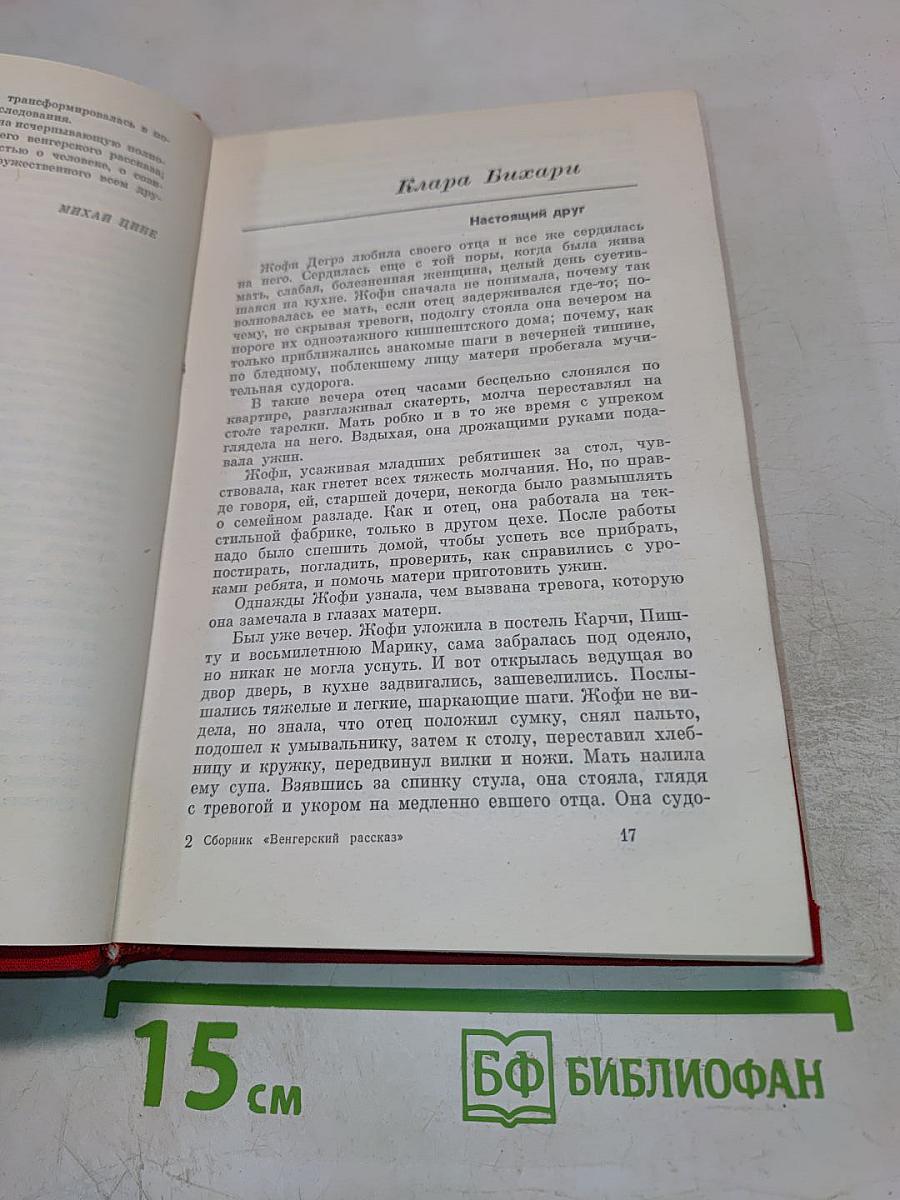 трансформировалась в по-
следования.
на исчерпывающую полно-
его венгерского рассказа;
стью о человеке, о сози-
ружественного всем дру-
МИХАЙ ЦИНЕ
Клара Бихари
Настоящий друг
Жофи Дегрэ любила своего отца и все же сердилась
на него. Сердилась еще с той поры, когда была жива
мать, слабая, болезненная женщина, целый день суетив-
шаяся на кухне. Жофи сначала не понимала, почему так
волновалась ее мать, если отец задерживался где-то; по-
чему, не скрывая тревоги, подолгу стояла она вечером на
пороге их одноэтажного кишпештского дома; почему, как
только приближались знакомые шаги в вечерней тишине,
по бледному, поблекшему лицу матери пробегала мучи-
тельная судорога.
В такие вечера отец часами бесцельно слонялся по
квартире, разглаживал скатерть, молча переставлял на
столе тарелки. Мать робко и в то же время с упреком
глядела на него. Вздыхая, она дрожащими руками пода-
вала ужин.
Жофи, усаживая младших ребятишек за стол, чув-
ствовала, как гнетет всех тяжесть молчания. Но, по прав-
де говоря, ей, старшей дочери, некогда было размышлять
о семейном разладе. Как и отец, она работала на тек-
стильной фабрике, только в другом цехе. После работы
надо было спешить домой, чтобы успеть все прибрать,
постирать, погладить, проверить, как справились с уро-
ками ребята, и помочь матери приготовить ужин.
Однажды Жофи узнала, чем вызвана тревога, которую
она замечала в глазах матери.
Был уже вечер. Жофи уложила в постель Карчи, Пиш-
ту и восьмилетнюю Марику, сама забралась под одеяло,
но никак не могла уснуть. И вот открылась ведущая во
двор дверь, в кухне задвигались, зашевелились. Послы-
шались тяжелые и легкие, шаркающие шаги. Жофи не ви-
дела, но знала, что отец положил сумку, снял пальто,
подошел к умывальнику, затем к столу, переставил хлеб-
ницу и кружку, передвинул вилки и ножи. Мать налила
ему супа. Взявшись за спинку стула, она стояла, глядя
с тревогой и укором на медленно евшего отца. Она судо-
2 Сборник «Венгерский рассказ»
17
15 см
БФ БИБЛИОФАН